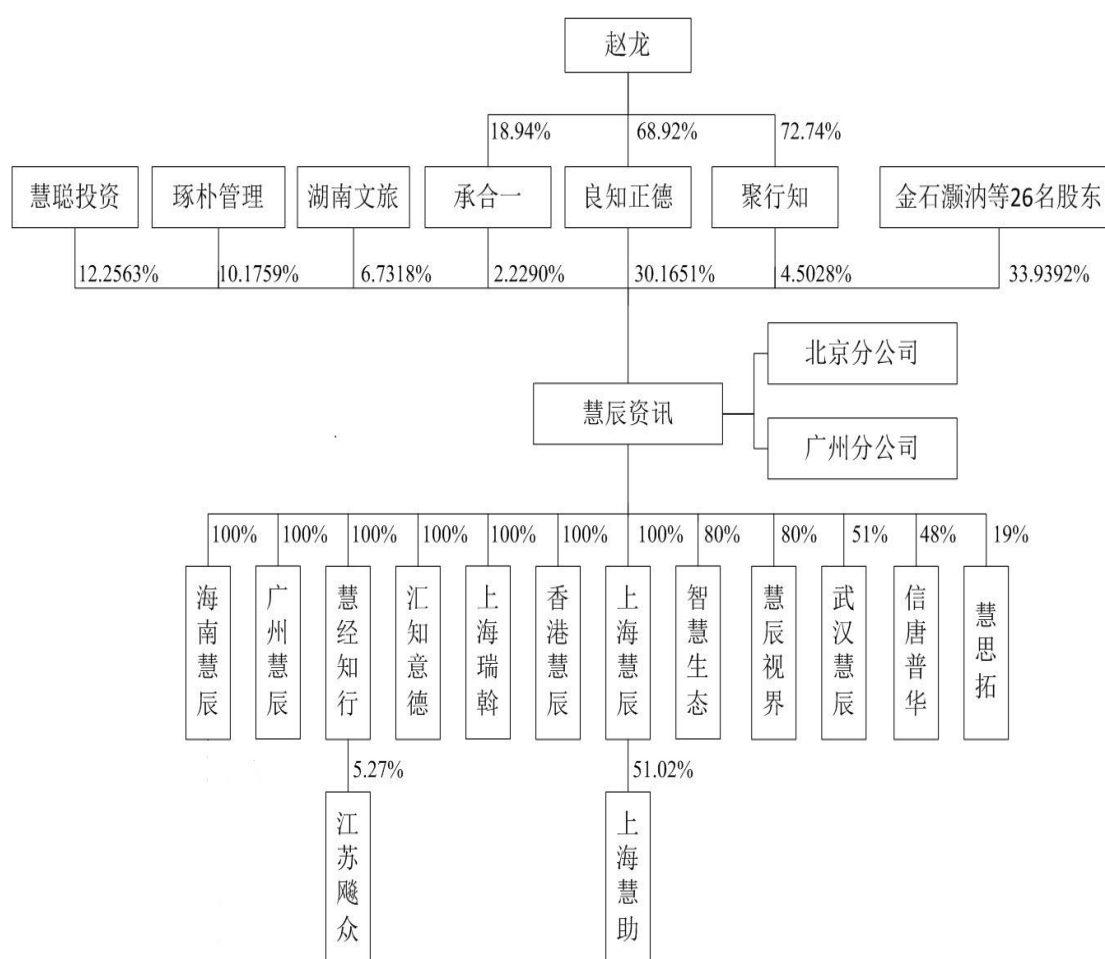 赵龙
18.94%
68.92%
72.74%
慧聪投资
琢朴管理
湖南文旅
承合一
良知正德
聚行知
金石灏汭等26名股东
12.2563%
10.1759%
6.7318%
2.2290%
30.1651%
4.5028%
33.9392%
北京分公司
慧辰资讯
广州分公司
100%
100%
100%
100%
100%
100%
100%
80%
80%
51%
48%
19%
海南慧辰
广州慧辰
慧经知行
汇知意德
上海瑞斡
香港慧辰
上海慧辰
智慧生态
慧辰视界
武汉慧辰
信唐普华
慧思拓
5.27%
51.02%
江苏飚众
上海慧助